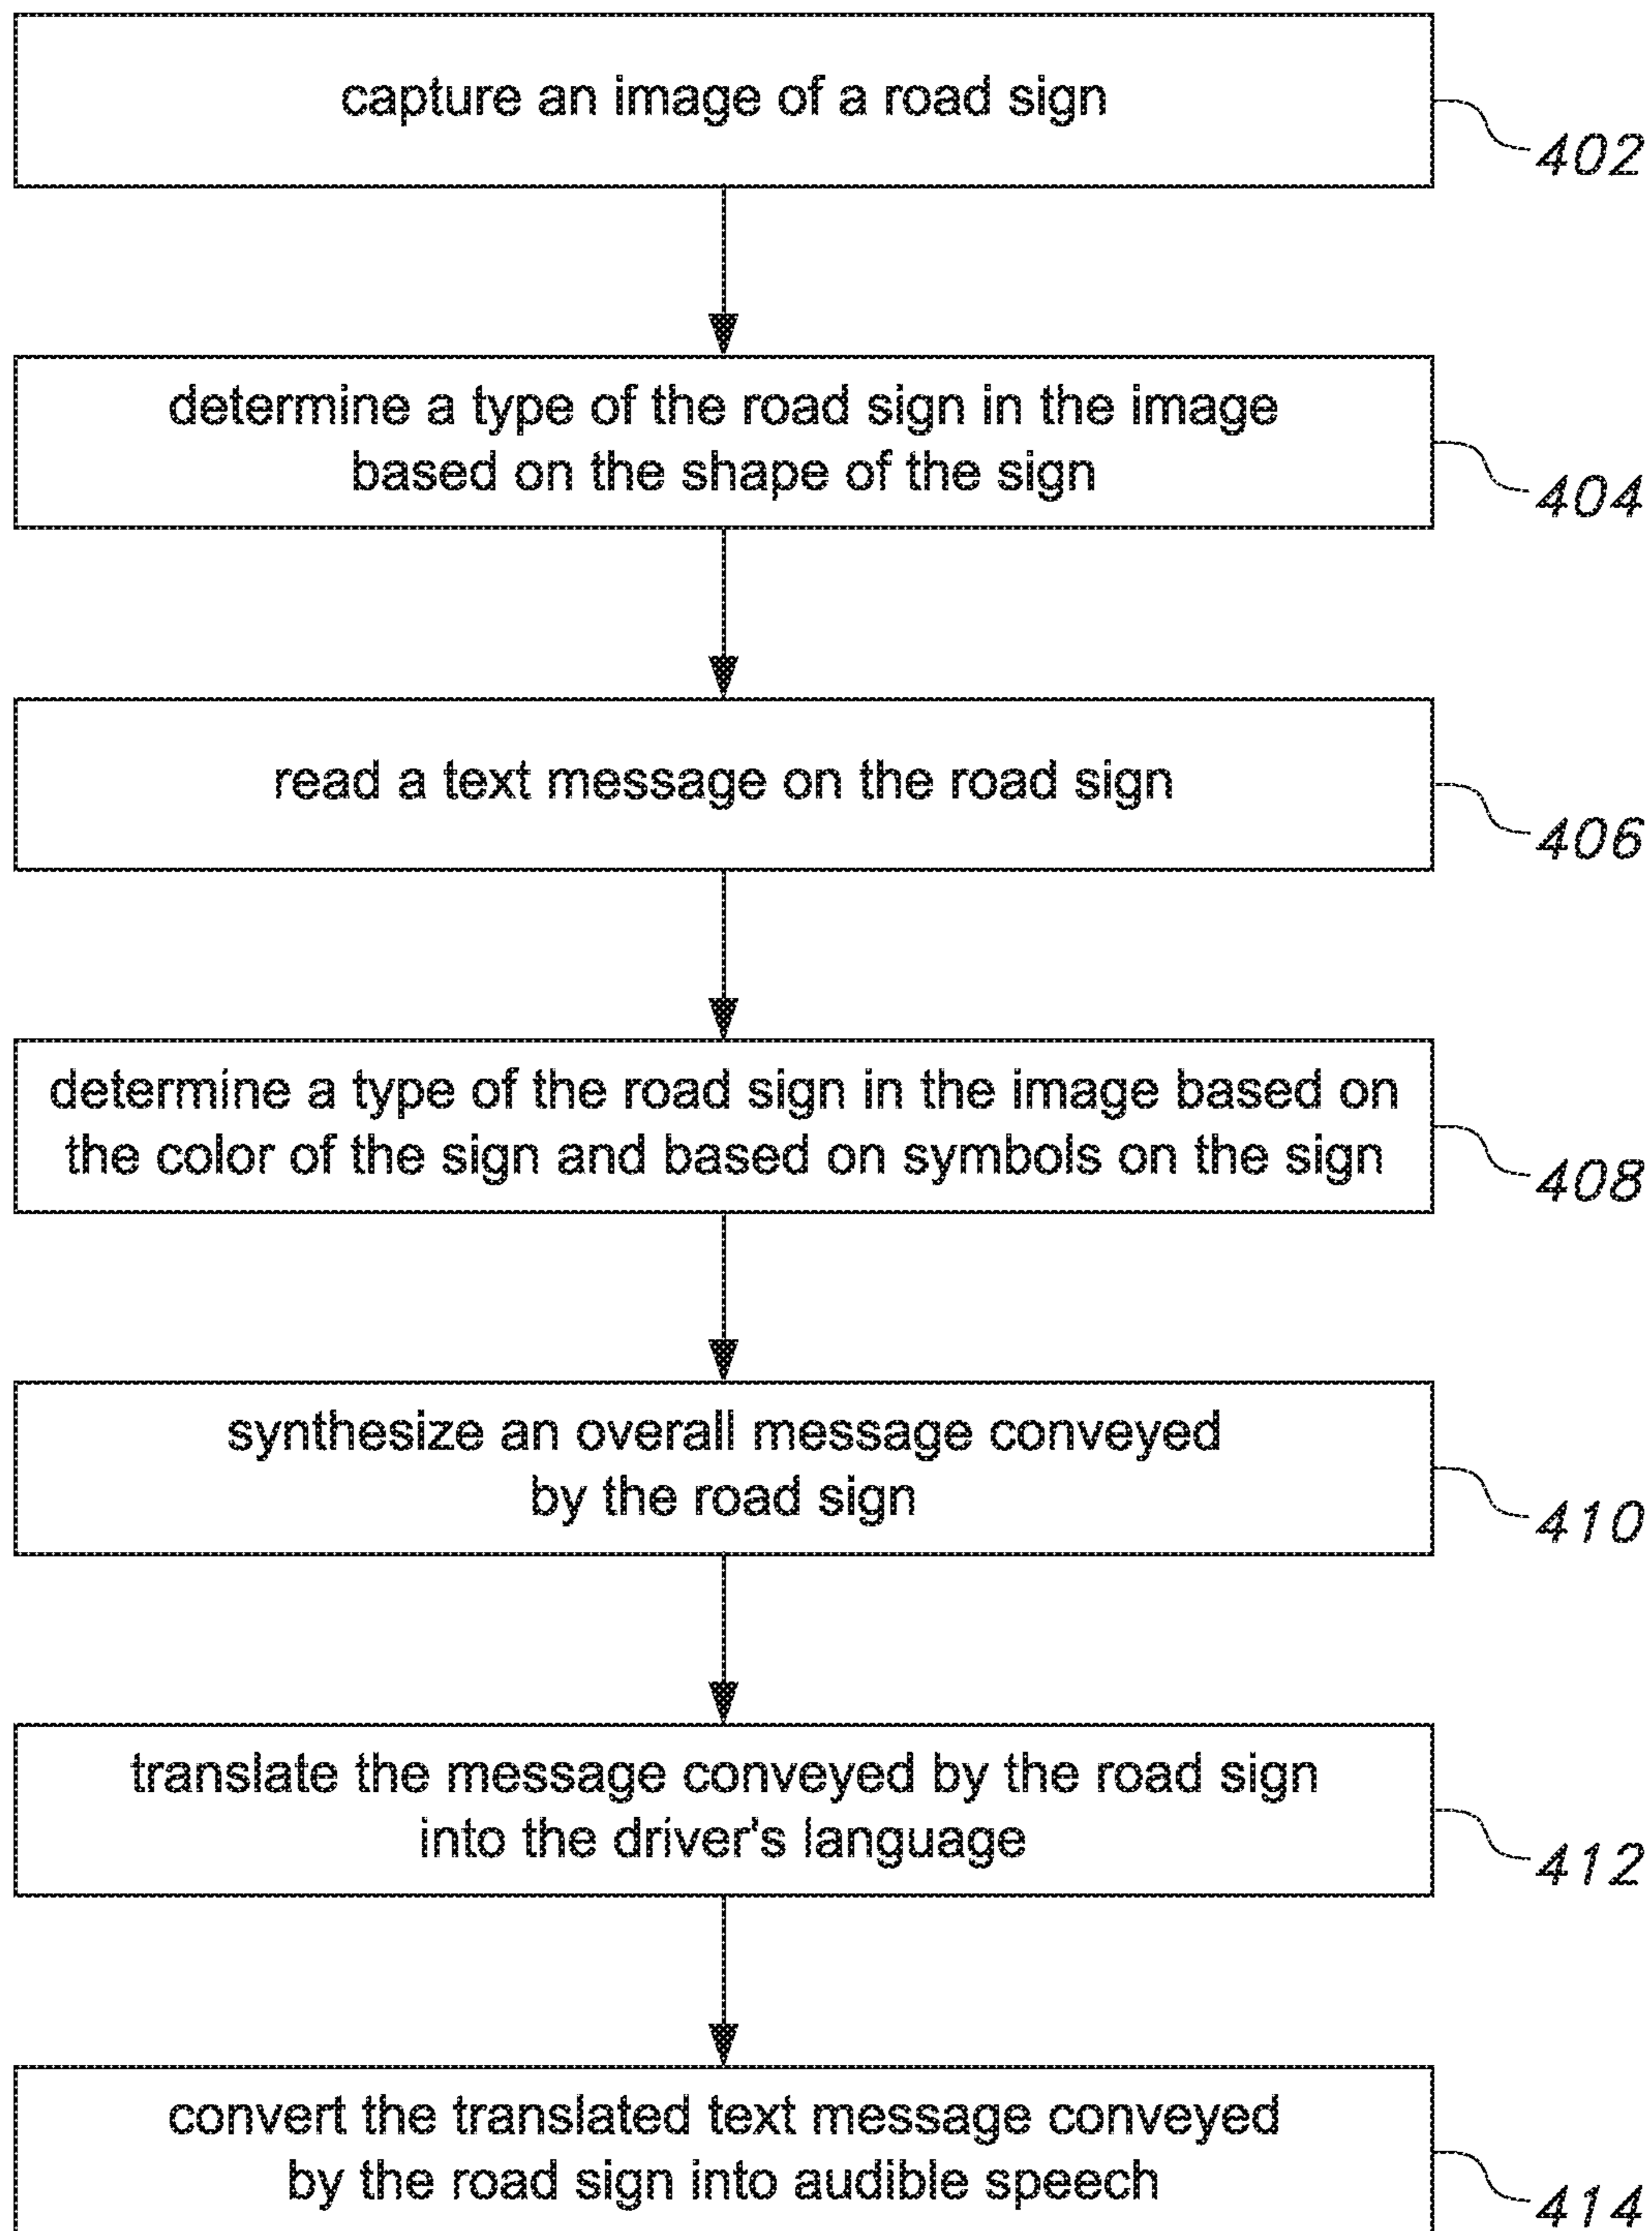 capture an image of a road sign
402
determine a type of the road sign in the image
based on the shape of the sign
404
read a text message on the road sign
406
determine a type of the road sign in the image based on
the color of the sign and based on symbols on the sign
408
synthesize an overall message conveyed
by the road sign
410
translate the message conveyed by the road sign
into the driver's language
412
convert the translated text message conveyed
by the road sign into audible speech
414